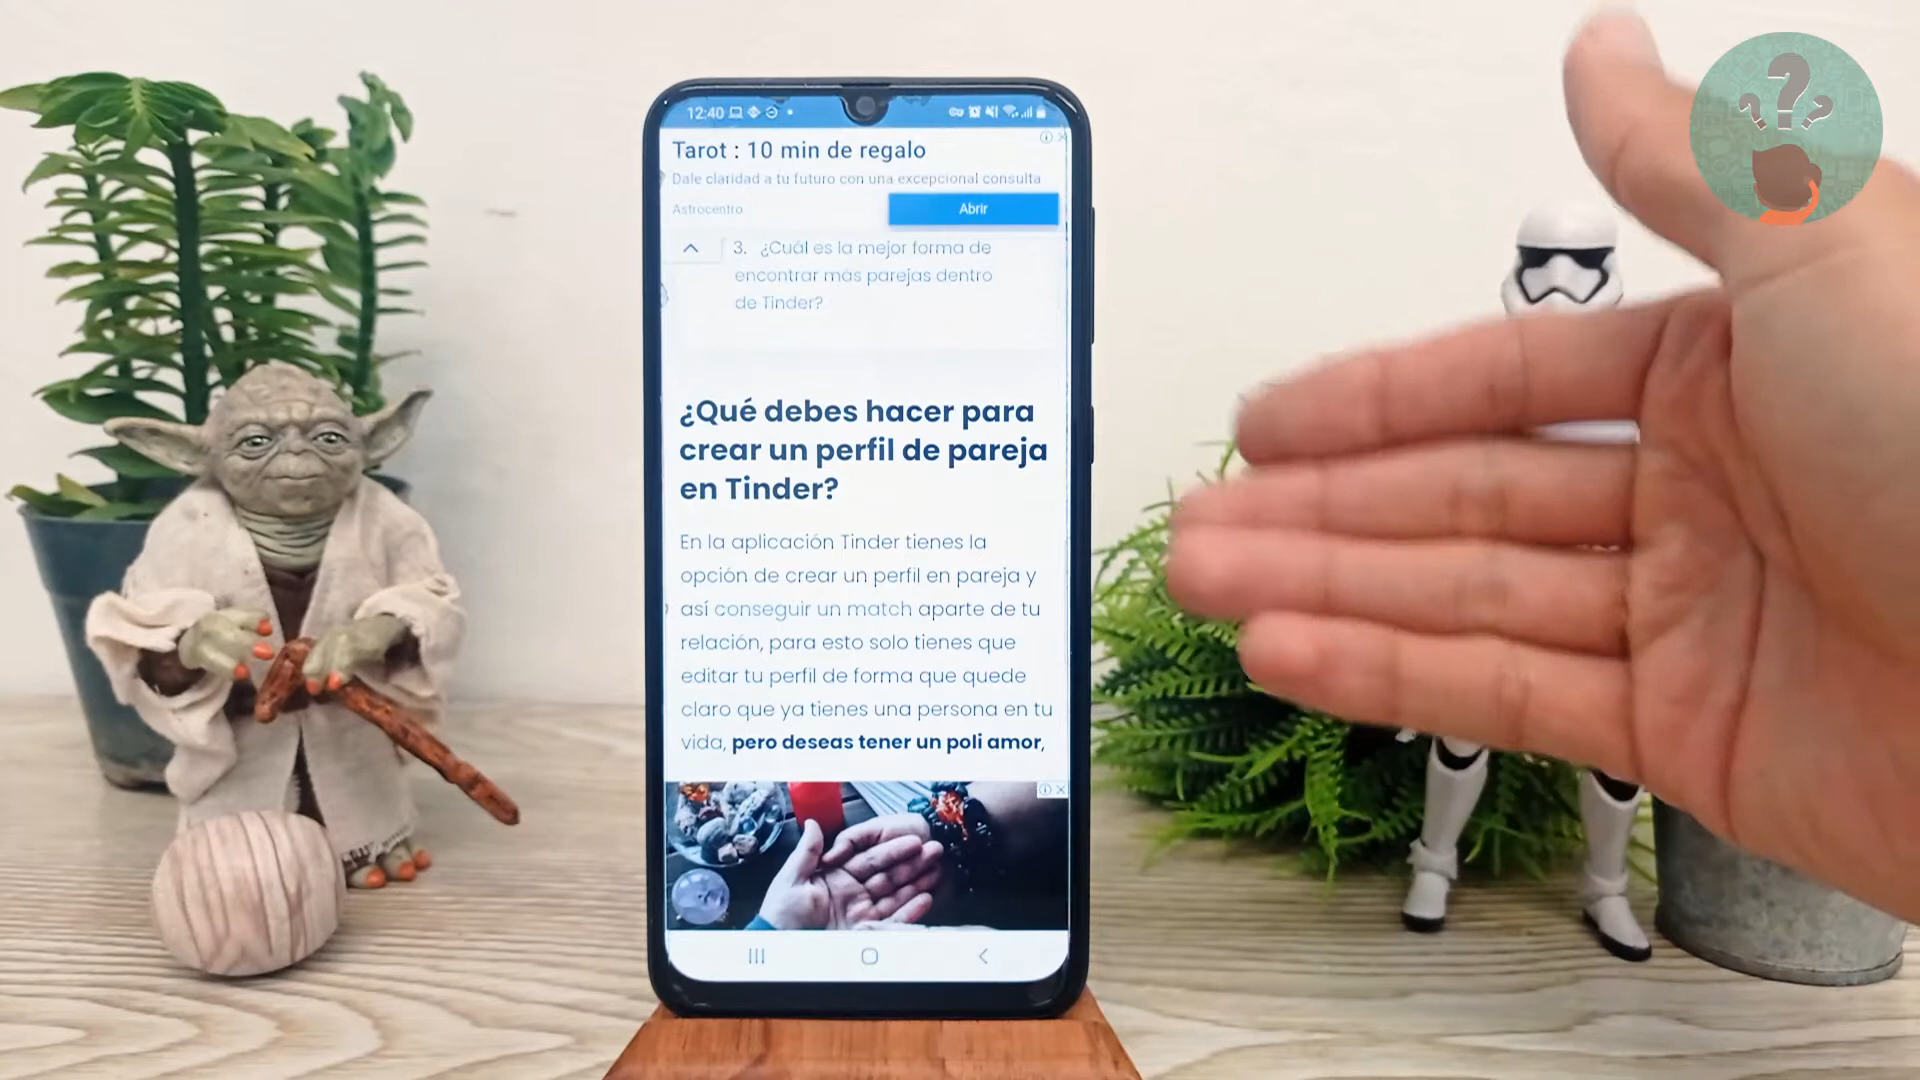 12:40
Tarot : 10 min de regalo
Dale claridad a tu futuro con una excepcional consulta
Astrocentro
Abrir
3. ¿Cuál es la mejor forma de
encontrar más parejas dentro
de Tinder?
¿Qué debes hacer para
crear un perfil de pareja
en Tinder?
En la aplicación Tinder tienes la
opción de crear un perfil en pareja y
así conseguir un match aparte de tu
relación, para esto solo tienes que
editar tu perfil de forma que quede
claro que ya tienes una persona en tu
vida, pero deseas tener un poli amor,